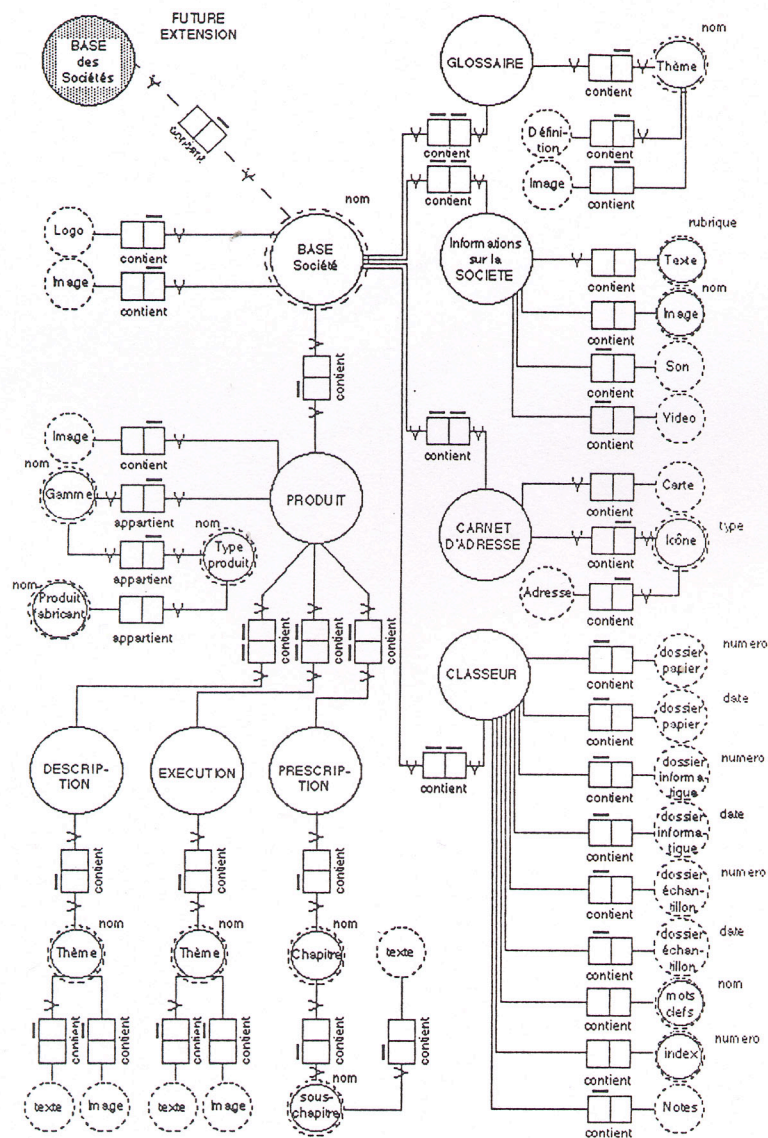 FUTURE
EXTENSION
BASE
des
Sociétés
contient
nom
GLOSSAIRE
contient
Thème
nom
Défini-
tion
contient
Image
contient
contient
contient
nom
BASE
Société
Logo
contient
Image
contient
contient
Informations
sur la
SOCIETE
rubrique
contient
Texte
nom
contient
Image
contient
Son
contient
Video
contient
Image
contient
nom
Gamme
appartient
nom
Type
produit
appartient
nom
Produit
fabricant
appartient
PRODUIT
contient
contient
contient
CARNET
D'ADRESSE
contient
Carte
type
contient
Icône
Adresse
contient
CLASSEUR
contient
numero
dossier
papier
contient
date
dossier
papier
contient
numero
dossier
informa-
tique
contient
date
dossier
informa-
tique
contient
numero
dossier
échan-
tillon
contient
date
dossier
échan-
tillon
contient
nom
mots
clefs
contient
numero
index
contient
Notes
contient
DESCRIP-
TION
EXECUTION
PRESCRIP-
TION
contient
contient
contient
nom
Thème
nom
Thème
nom
Chapitre
texte
contient
contient
contient
contient
contient
contient
texte
Image
texte
Image
nom
sous-
chapitre